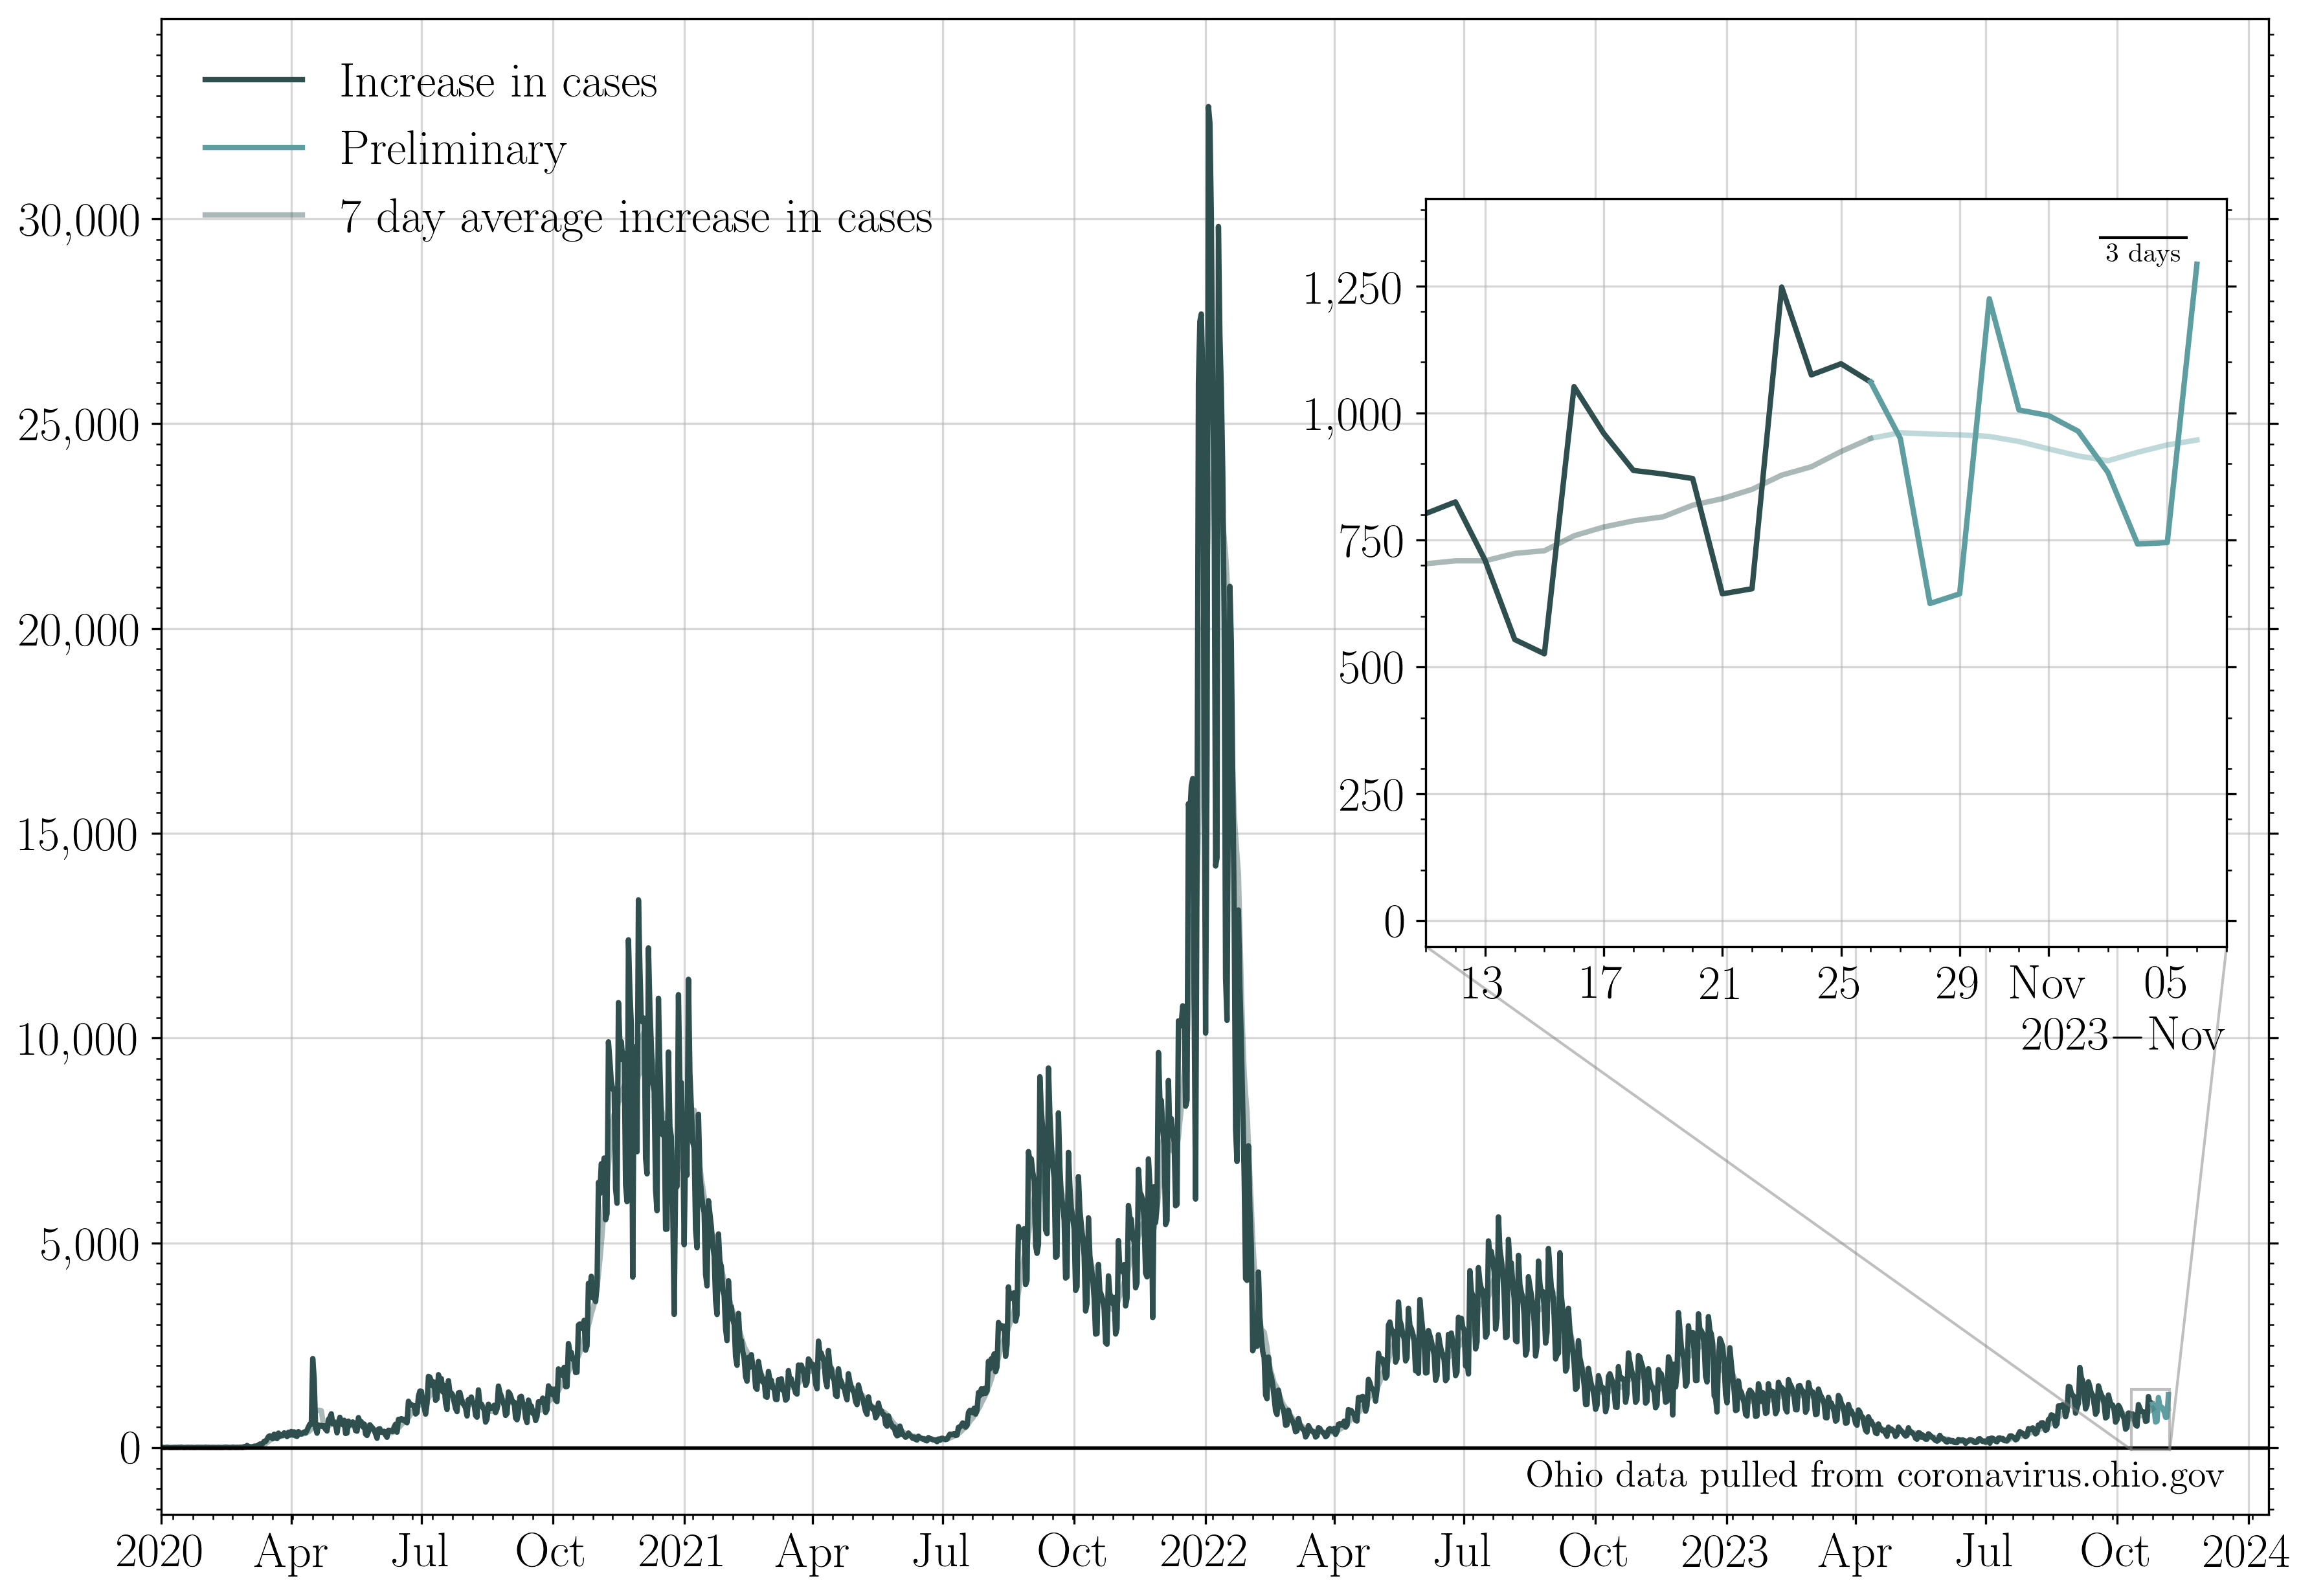 Increase in cases
Preliminary
7 day average increase in cases
30,000
25,000
20,000
15,000
10,000
5,000
0
3 days
1,250
1,000
750
500
250
0
13 17 21 25 29 Nov 05
2023—Nov
Ohio data pulled from coronavirus.ohio.gov
2020 Apr Jul Oct 2021 Apr Jul Oct 2022 Apr Jul Oct 2023 Apr Jul Oct 2024